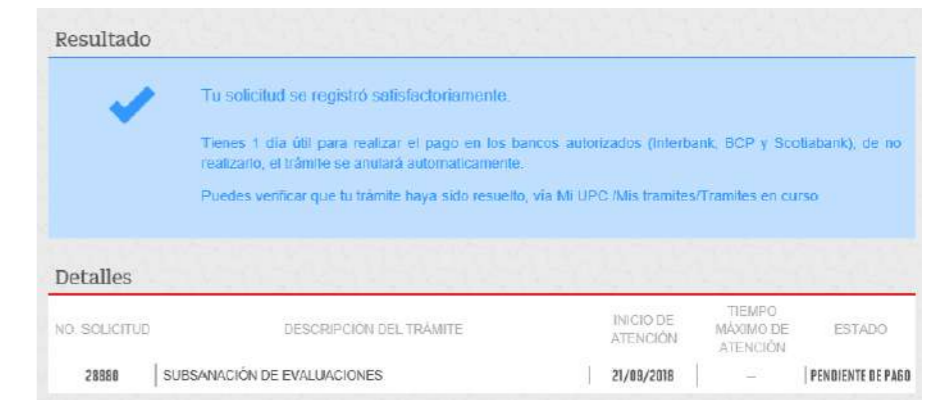 Resultado
Tu solicitud se registró satisfactoriamente.
Tienes 1 día útil para realizar el pago en los bancos autorizados (Interbank, BCP y Scotiabank), de no
realizarlo, el trámite se anulará automaticamente.
Puedes verificar que tu trámite haya sido resuelto, vía Mi UPC /Mis tramites/Tramites en curso
Detalles
NO. SOLICITUD DESCRIPCIÓN DEL TRÁMITE INICIO DE ATENCIÓN TIEMPO MÁXIMO DE ATENCIÓN ESTADO
28880 SUBSANACIÓN DE EVALUACIONES 21/09/2018 – PENDIENTE DE PAGO